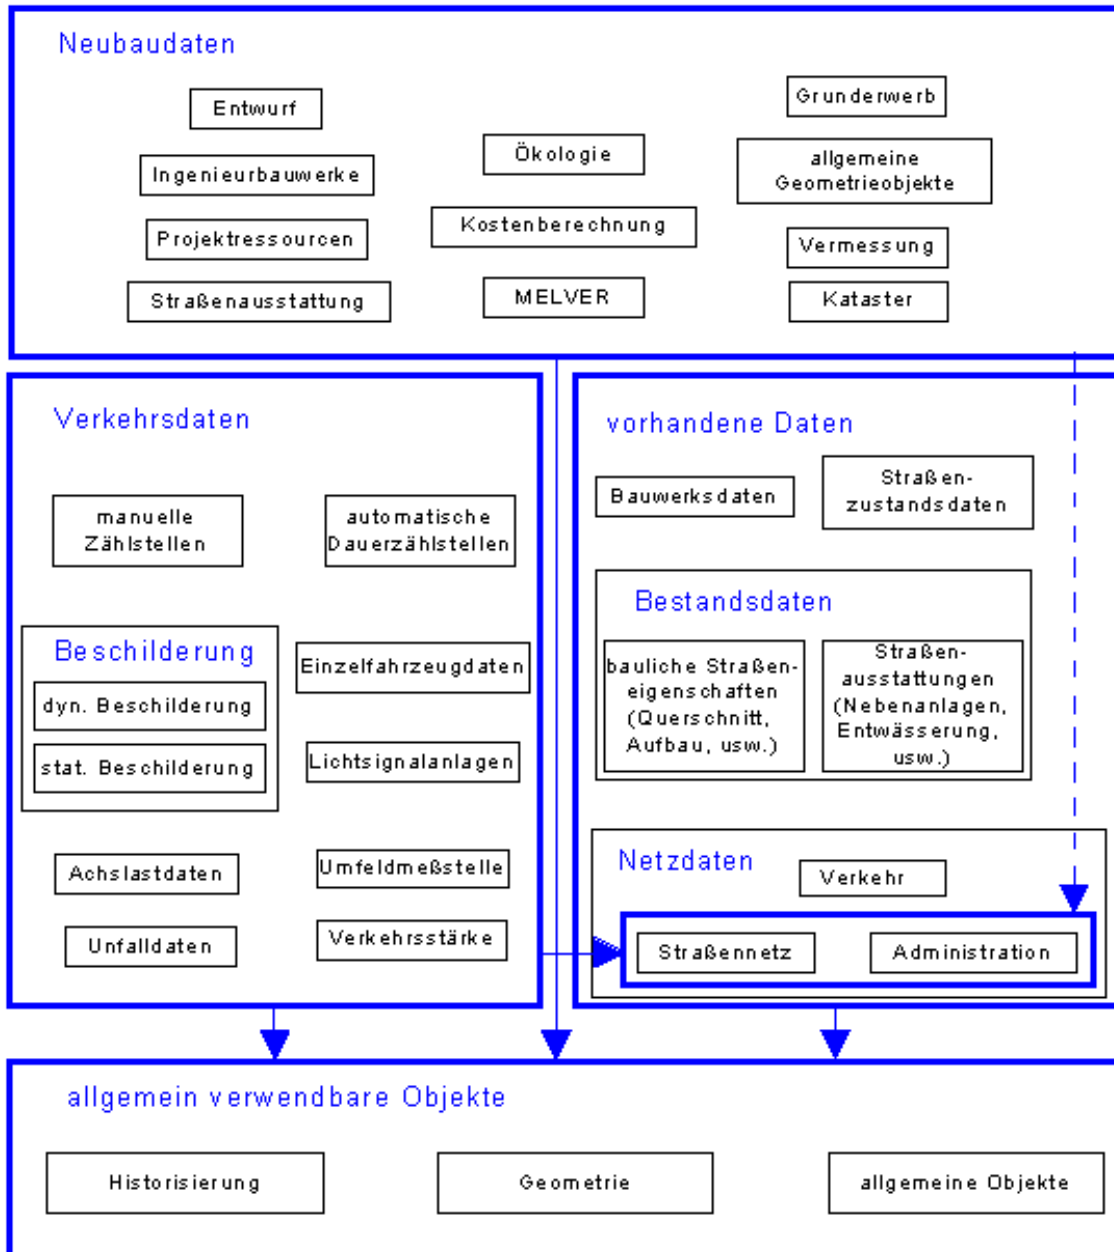 Neubaudaten
Entwurf
Ingenieurbauwerke
Projektressourcen
Straßenausstattung
Ökologie
Kostenberechnung
MELVER
Grunderwerb
allgemeine
Geometrieobjekte
Vermessung
Kataster
Verkehrsdaten
manuelle
Zählstellen
automatische
Dauerzählstellen
Beschilderung
dyn. Beschilderung
stat. Beschilderung
Einzelfahrzeugdaten
Lichtsignalanlagen
Achslastdaten
Umfeldmeßstelle
Unfalldaten
Verkehrsstärke
vorhandene Daten
Bauwerksdaten
Straßen-
zustandsdaten
Bestandsdaten
bauliche Straßen-
eigenschaften
(Querschnitt,
Aufbau, usw.)
Straßen-
ausstattungen
(Nebenanlagen,
Entwässerung,
usw.)
Netzdaten
Verkehr
Straßennetz
Administration
allgemein verwendbare Objekte
Historisierung
Geometrie
allgemeine Objekte